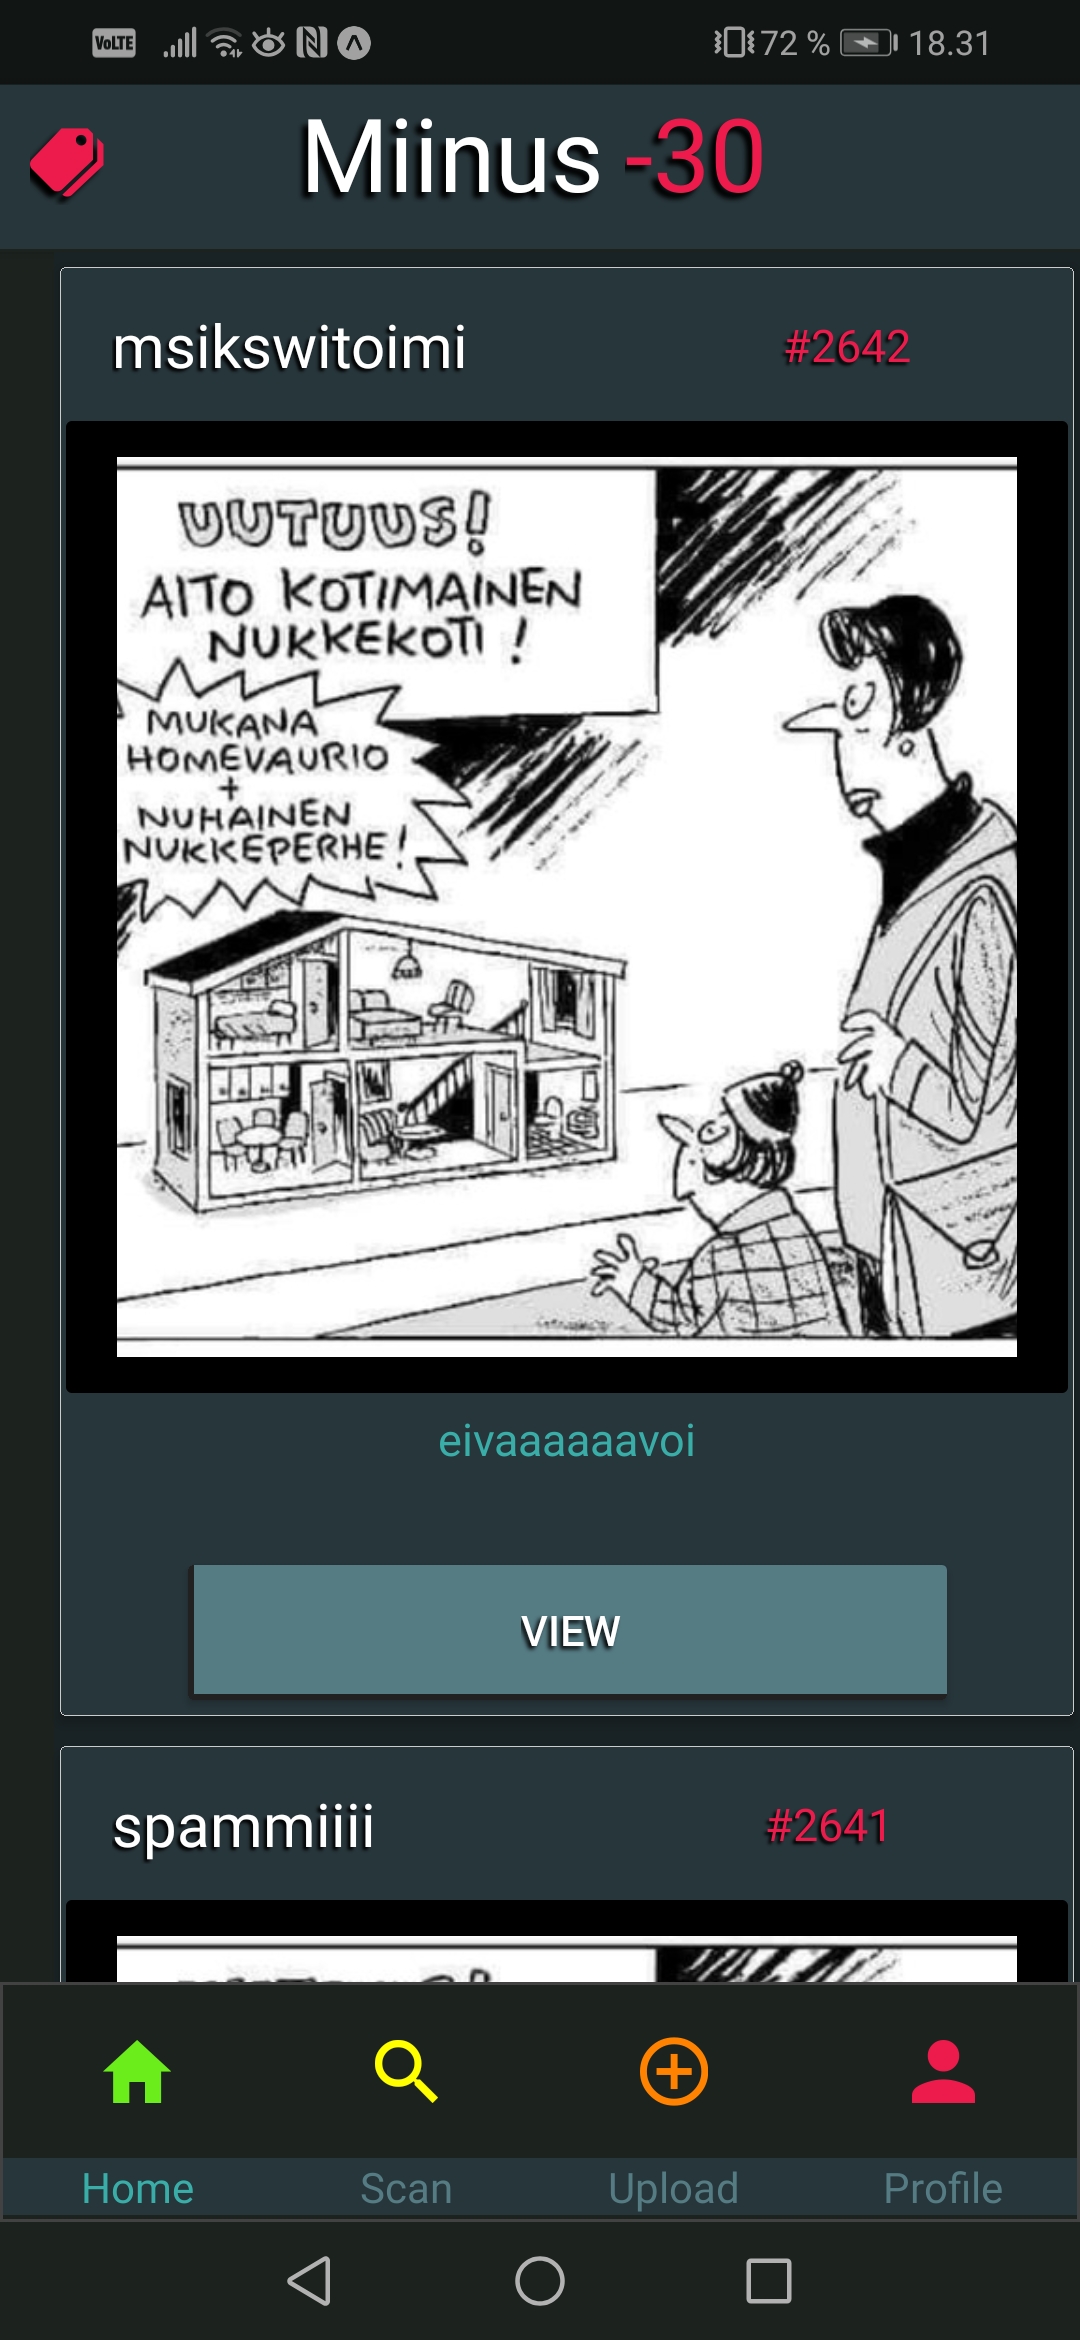 VoLTE 72 % 18.31
Miinus -30
msikswitoimi #2642
UUTUUS!
AITO KOTIMAINEN
NUKKEKOTI !
MUKANA
HOMEVAURIO
+
NUHAINEN
NUKKEPERHE!
eivaaaaaaavoi
VIEW
spammiiii #2641
Home Scan Upload Profile